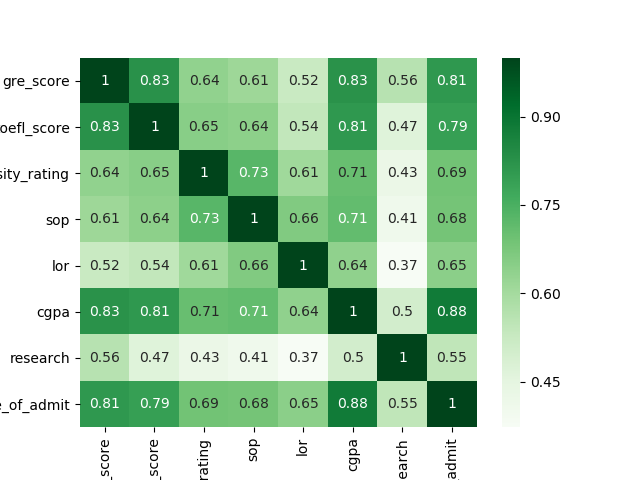 gre_score 1 0.83 0.64 0.61 0.52 0.83 0.56 0.81
oefl_score 0.83 1 0.65 0.64 0.54 0.81 0.47 0.79
sity_rating 0.64 0.65 1 0.73 0.61 0.71 0.43 0.69
sop 0.61 0.64 0.73 1 0.66 0.71 0.41 0.68
lor 0.52 0.54 0.61 0.66 1 0.64 0.37 0.65
cgpa 0.83 0.81 0.71 0.71 0.64 1 0.5 0.88
research 0.56 0.47 0.43 0.41 0.37 0.5 1 0.55
e_of_admit 0.81 0.79 0.69 0.68 0.65 0.88 0.55 1
_score _score rating sop lor cgpa earch _admit
0.90
0.75
0.60
0.45